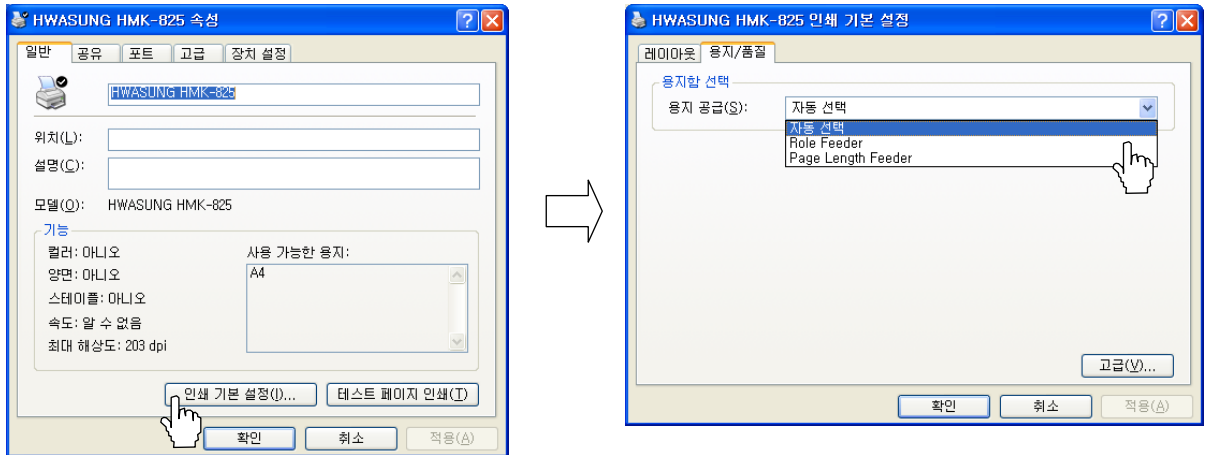 HWASUNG HMK-825 속성
일반 공유 포트 고급 장치 설정
HWASUNG HMK-825
위치(L):
설명(C):
모델(O): HWASUNG HMK-825
기능
컬러: 아니오
양면: 아니오
스테이플: 아니오
속도: 알 수 없음
최대 해상도: 203 dpi
사용 가능한 용지:
A4
인쇄 기본 설정(I)... 테스트 페이지 인쇄(T)
확인 취소 적용(A)
HWASUNG HMK-825 인쇄 기본 설정
레이아웃 용지/품질
용지함 선택
용지 공급(S): 자동 선택
자동 선택
Role Feeder
Page Length Feeder
고급(V)...
확인 취소 적용(A)